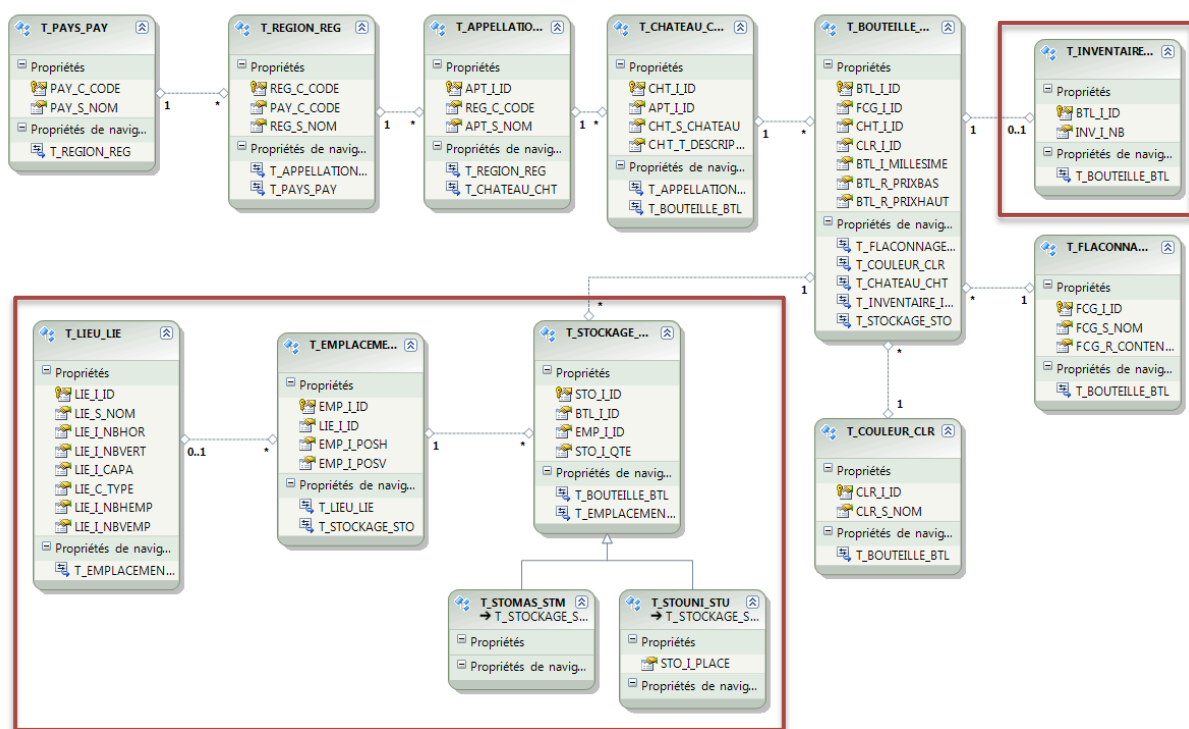 T_PAYS_PAY
Propriétés
PAY_C_CODE
PAY_S_NOM
Propriétés de navig...
T_REGION_REG
1
*
T_REGION_REG
Propriétés
REG_C_CODE
PAY_C_CODE
REG_S_NOM
Propriétés de navig...
T_APPELLATION...
T_PAYS_PAY
1
*
T_APPELLATIO...
Propriétés
APT_I_ID
REG_C_CODE
APT_S_NOM
Propriétés de navig...
T_REGION_REG
T_CHATEAU_CHT
1
*
T_CHATEAU_C...
Propriétés
CHT_I_ID
APT_I_ID
CHT_S_CHATEAU
CHT_T_DESCRIP...
Propriétés de navig...
T_APPELLATION...
T_BOUTEILLE_BTL
1
*
T_BOUTEILLE_...
Propriétés
BTL_I_ID
FCG_I_ID
CHT_I_ID
CLR_I_ID
BTL_I_MILLESIME
BTL_R_PRIXBAS
BTL_R_PRIXHAUT
Propriétés de navig...
T_FLACONNAGE...
T_COULEUR_CLR
T_CHATEAU_CHT
T_INVENTAIRE_I...
T_STOCKAGE_STO
1
0..1
T_INVENTAIRE...
Propriétés
BTL_I_ID
INV_I_NB
Propriétés de navig...
T_BOUTEILLE_BTL
*
1
T_FLACONNA...
Propriétés
FCG_I_ID
FCG_S_NOM
FCG_R_CONTEN...
Propriétés de navig...
T_BOUTEILLE_BTL
1
*
*
1
T_LIEU_LIE
Propriétés
LIE_I_ID
LIE_S_NOM
LIE_I_NBHOR
LIE_I_NBVERT
LIE_I_CAPA
LIE_C_TYPE
LIE_I_NBHEMP
LIE_I_NBVEMP
Propriétés de navig...
T_EMPLACEMEN...
0..1
*
T_EMPLACEME...
Propriétés
EMP_I_ID
LIE_I_ID
EMP_I_POSH
EMP_I_POSV
Propriétés de navig...
T_LIEU_LIE
T_STOCKAGE_STO
1
*
T_STOCKAGE_...
Propriétés
STO_I_ID
BTL_I_ID
EMP_I_ID
STO_I_QTE
Propriétés de navig...
T_BOUTEILLE_BTL
T_EMPLACEMEN...
T_COULEUR_CLR
Propriétés
CLR_I_ID
CLR_S_NOM
Propriétés de navig...
T_BOUTEILLE_BTL
T_STOMAS_STM
→ T_STOCKAGE_S...
Propriétés
Propriétés de navig...
T_STOUNI_STU
→ T_STOCKAGE_S...
Propriétés
STO_I_PLACE
Propriétés de navig...